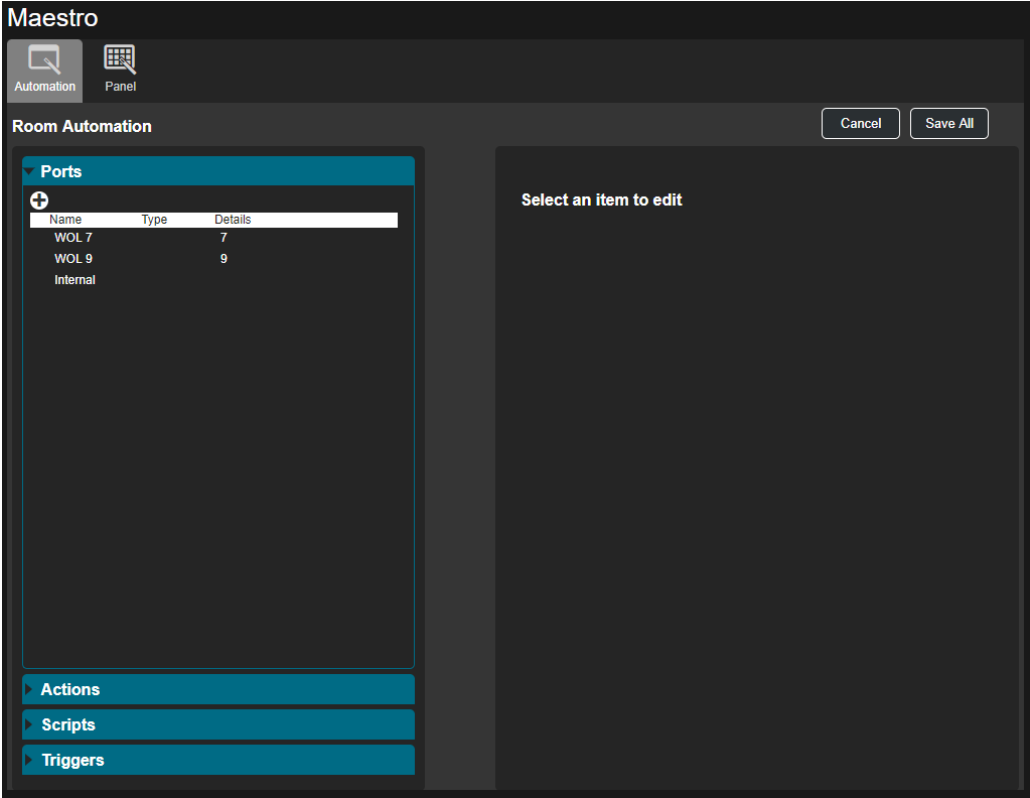 Maestro
Automation Panel
Room Automation Cancel Save All
Ports
Name Type Details
WOL 7 7
WOL 9 9
Internal
Actions
Scripts
Triggers
Select an item to edit